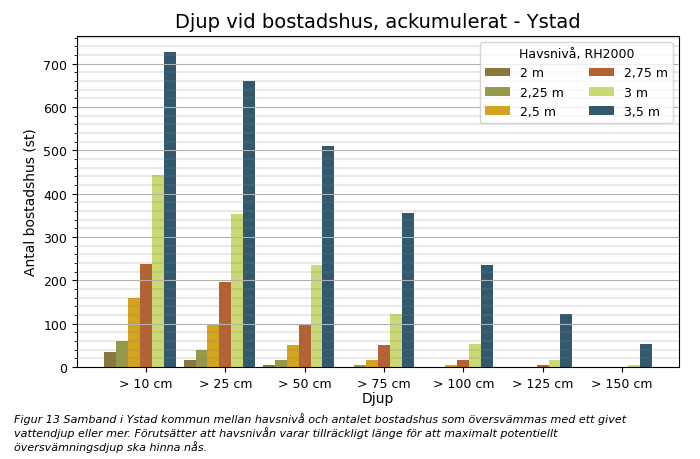 Djup vid bostadshus, ackumulerat - Ystad
Havsnivå, RH2000
2 m
2,25 m
2,5 m
2,75 m
3 m
3,5 m
Antal bostadshus (st)
700
600
500
400
300
200
100
0
> 10 cm
> 25 cm
> 50 cm
> 75 cm
> 100 cm
> 125 cm
> 150 cm
Djup
Figur 13 Samband i Ystad kommun mellan havsnivå och antalet bostadshus som översvämmas med ett givet
vattendjup eller mer. Förutsätter att havsnivån varar tillräckligt länge för att maximalt potentiellt
översvämningsdjup ska hinna nås.